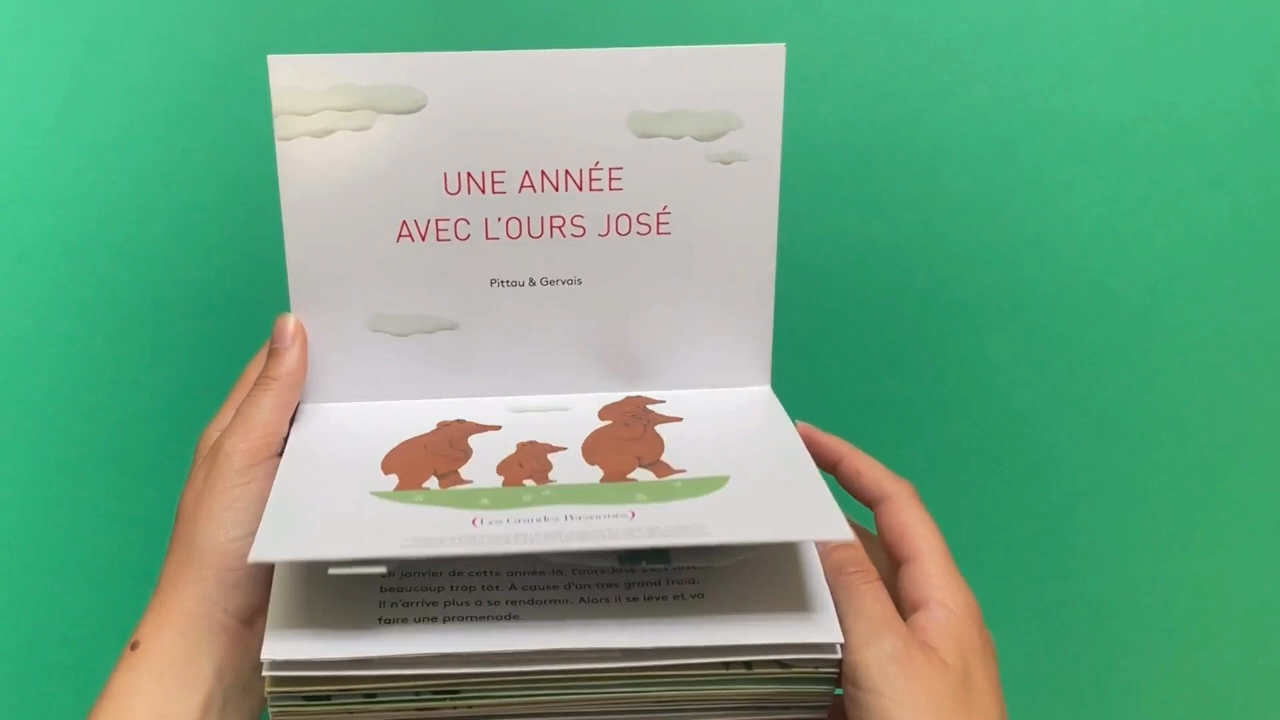 UNE ANNÉE
AVEC L'OURS JOSÉ
Pittau & Gervais
(Les Grandes Personnes)
En janvier de cette année-là, l'ours José s'est réveillé
beaucoup trop tôt. À cause d'un très grand froid.
Il n'arrive plus à se rendormir. Alors il se lève et va
faire une promenade.